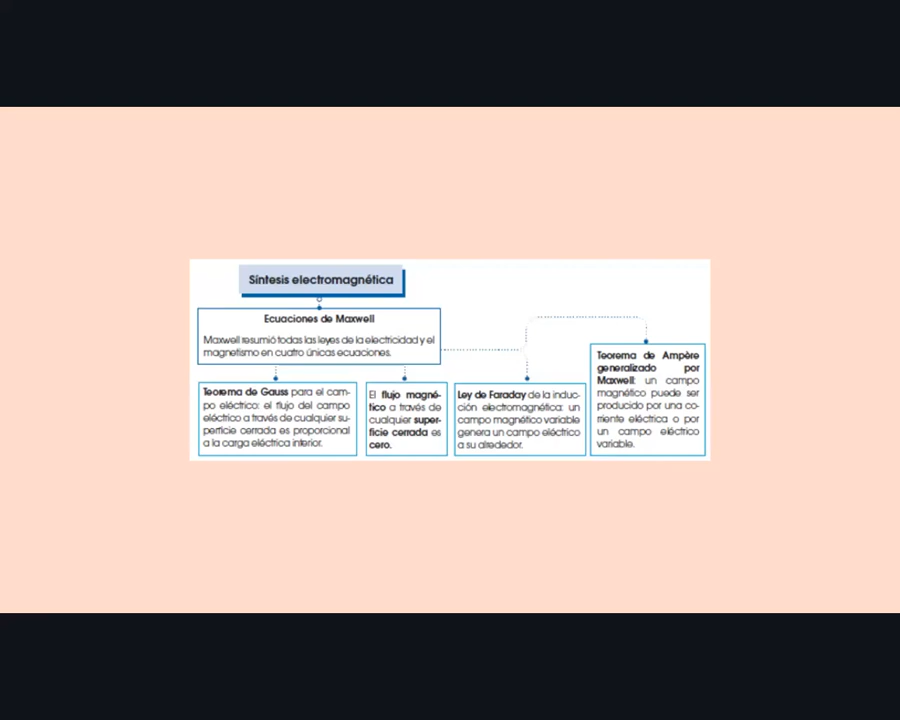 Síntesis electromagnética
Ecuaciones de Maxwell
Maxwell resumió todas las leyes de la electricidad y el
magnetismo en cuatro únicas ecuaciones.
Teorema de Gauss para el cam-
po eléctrico: el flujo del campo
eléctrico a través de cualquier su-
perficie cerrada es proporcional
a la carga eléctrica interior.
El flujo magné-
tico a través de
cualquier super-
ficie cerrada es
cero.
Ley de Faraday de la induc-
ción electromagnética: un
campo magnético variable
genera un campo eléctrico
a su alrededor.
Teorema de Ampère
generalizado por
Maxwell: un campo
magnético puede ser
producido por una co-
rriente eléctrica o por
un campo eléctrico
variable.